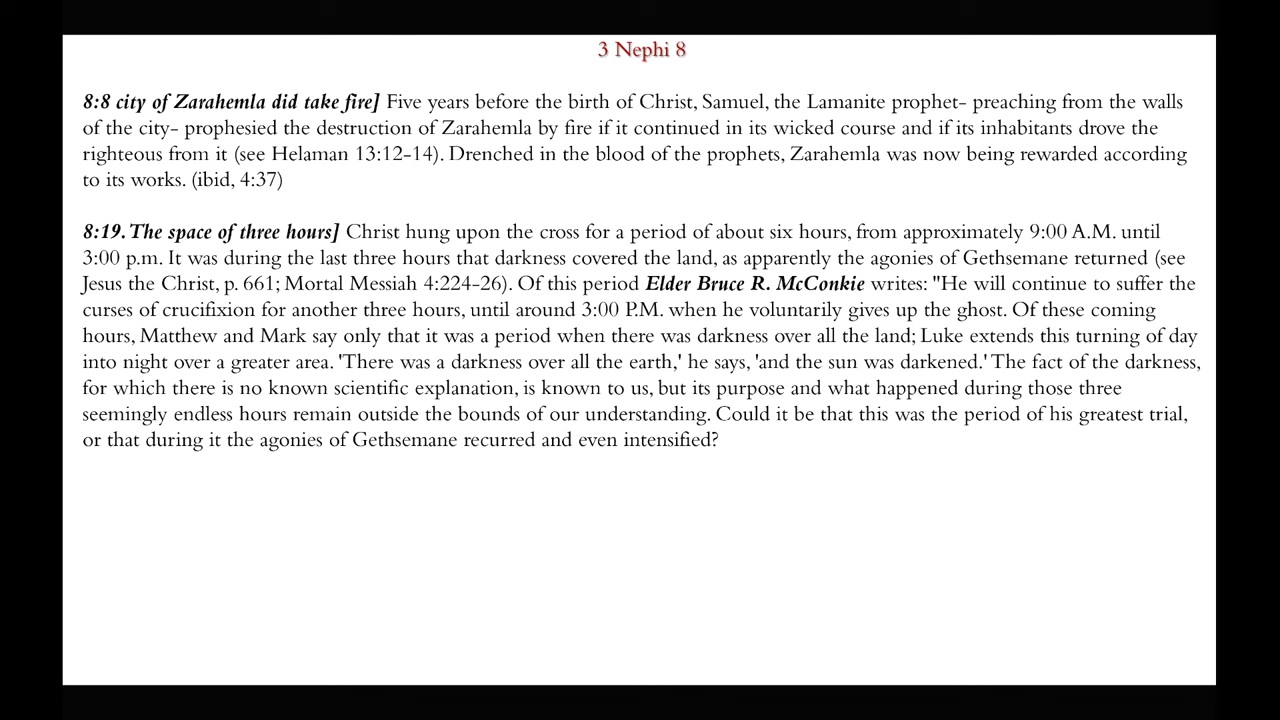 3 Nephi 8
8:8 city of Zarahemla did take fire] Five years before the birth of Christ, Samuel, the Lamanite prophet- preaching from the walls
of the city- prophesied the destruction of Zarahemla by fire if it continued in its wicked course and if its inhabitants drove the
righteous from it (see Helaman 13:12-14). Drenched in the blood of the prophets, Zarahemla was now being rewarded according
to its works. (ibid, 4:37)
8:19. The space of three hours] Christ hung upon the cross for a period of about six hours, from approximately 9:00 A.M. until
3:00 p.m. It was during the last three hours that darkness covered the land, as apparently the agonies of Gethsemane returned (see
Jesus the Christ, p. 661; Mortal Messiah 4:224-26). Of this period Elder Bruce R. McConkie writes: "He will continue to suffer the
curses of crucifixion for another three hours, until around 3:00 P.M. when he voluntarily gives up the ghost. Of these coming
hours, Matthew and Mark say only that it was a period when there was darkness over all the land; Luke extends this turning of day
into night over a greater area. 'There was a darkness over all the earth,' he says, 'and the sun was darkened.' The fact of the darkness,
for which there is no known scientific explanation, is known to us, but its purpose and what happened during those three
seemingly endless hours remain outside the bounds of our understanding. Could it be that this was the period of his greatest trial,
or that during it the agonies of Gethsemane recurred and even intensified?